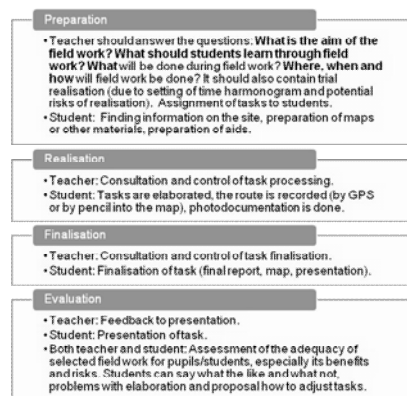 Preparation
• Teacher should answer the questions: What is the aim of the
field work? What should students learn through field
work? What will be done during field work? Where, when and
how will field work be done? It should also contain trial
realisation (due to setting of time harmonogram and potential
risks of realisation). Assignment of tasks to students.
• Student: Finding information on the site, preparation of maps
or other materials, preparation of aids.
Realisation
• Teacher: Consultation and control of task processing.
• Student: Tasks are elaborated, the route is recorded (by GPS
or by pencil into the map), photodocumentation is done.
Finalisation
• Teacher: Consultation and control of task finalisation.
• Student: Finalisation of task (final report, map, presentation).
Evaluation
• Teacher: Feedback to presentation.
• Student: Presentation of task.
• Both teacher and student: Assessment of the adequacy of
selected field work for pupils/students, especially its benefits
and risks. Students can say what the like and what not,
problems with elaboration and proposal how to adjust tasks.